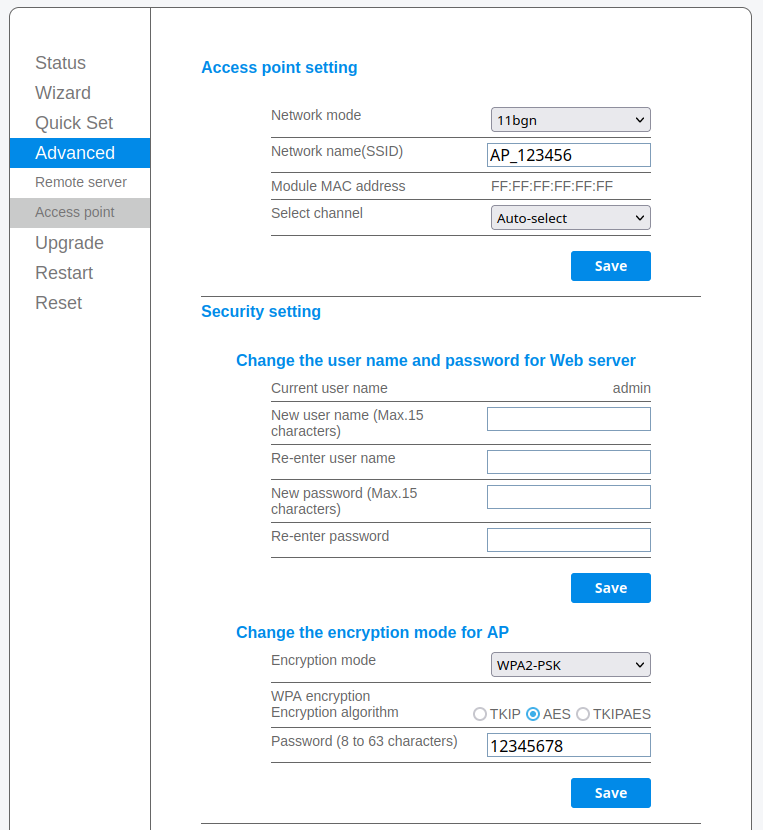 Status
Wizard
Quick Set
Advanced
Remote server
Access point
Upgrade
Restart
Reset
Access point setting
Network mode 11bgn
Network name(SSID) AP_123456
Module MAC address FF:FF:FF:FF:FF:FF
Select channel Auto-select
Save
Security setting
Change the user name and password for Web server
Current user name admin
New user name (Max.15
characters)
Re-enter user name
New password (Max.15
characters)
Re-enter password
Save
Change the encryption mode for AP
Encryption mode WPA2-PSK
WPA encryption
Encryption algorithm TKIP AES TKIPAES
Password (8 to 63 characters) 12345678
Save